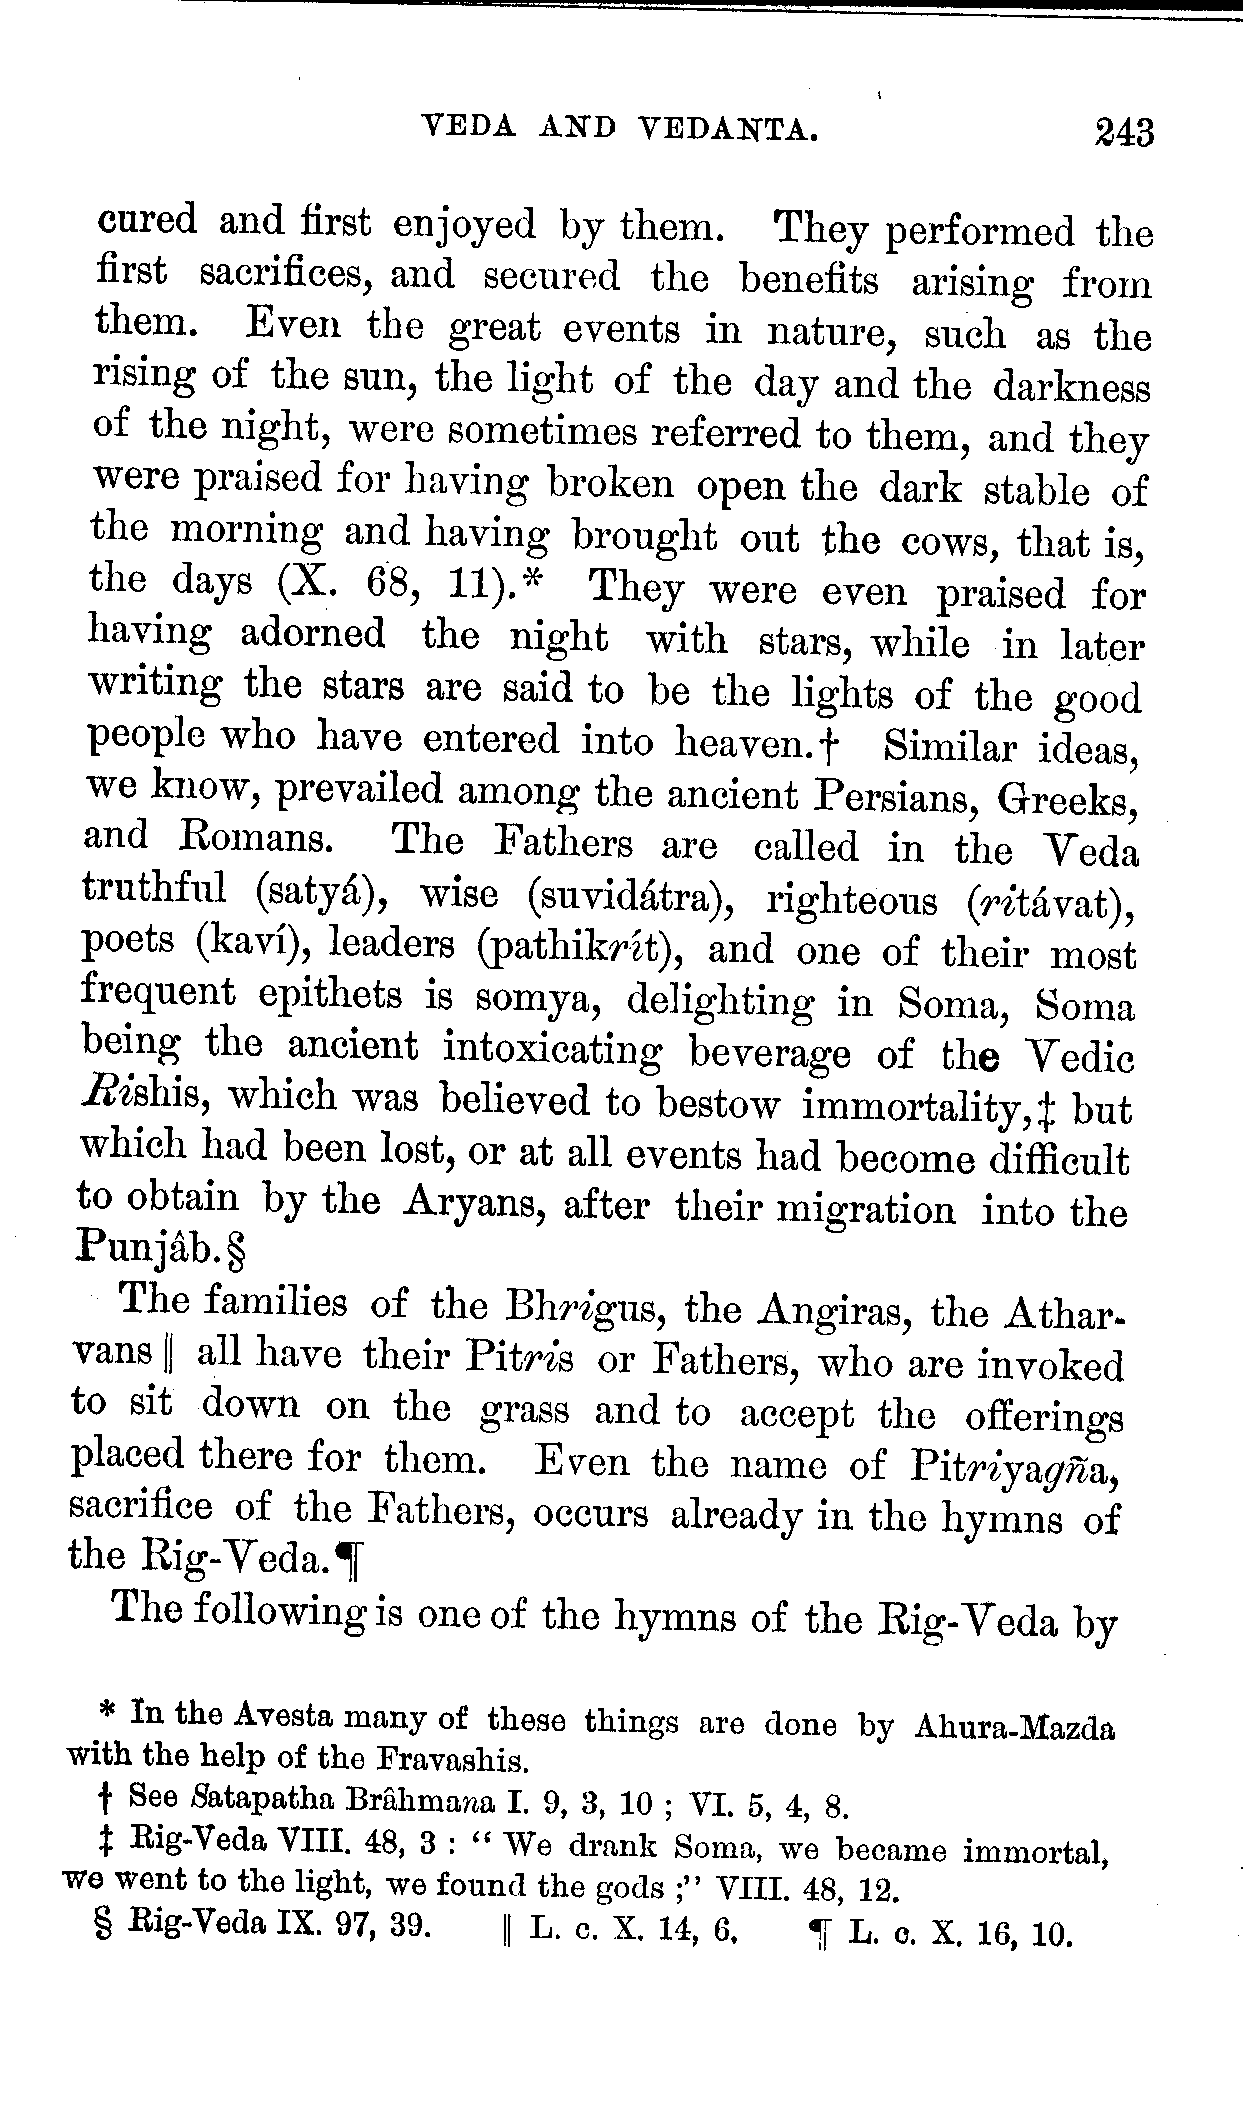 VEDA AND VEDANTA. 243
cured and first enjoyed by them. They performed the
first sacrifices, and secured the benefits arising from
them. Even the great events in nature, such as the
rising of the sun, the light of the day and the darkness
of the night, were sometimes referred to them, and they
were praised for having broken open the dark stable of
the morning and having brought out the cows, that is,
the days (X. 68, 11).* They were even praised for
having adorned the night with stars, while in later
writing the stars are said to be the lights of the good
people who have entered into heaven.† Similar ideas,
we know, prevailed among the ancient Persians, Greeks,
and Romans. The Fathers are called in the Veda
truthful (satyá), wise (suvidátra), righteous (ritávat),
poets (kaví), leaders (pathikrít), and one of their most
frequent epithets is somya, delighting in Soma, Soma
being the ancient intoxicating beverage of the Vedic
Rishis, which was believed to bestow immortality,‡ but
which had been lost, or at all events had become difficult
to obtain by the Aryans, after their migration into the
Punjâb.§
The families of the Bhrigus, the Angiras, the Athar-
vans‖ all have their Pitris or Fathers, who are invoked
to sit down on the grass and to accept the offerings
placed there for them. Even the name of Pitriyagña,
sacrifice of the Fathers, occurs already in the hymns of
the Rig-Veda.¶
The following is one of the hymns of the Rig-Veda by
* In the Avesta many of these things are done by Ahura-Mazda
with the help of the Fravashis.
† See Satapatha Brâhmana I. 9, 3, 10 ; VI. 5, 4, 8.
‡ Rig-Veda VIII. 48, 3 : “ We drank Soma, we became immortal,
we went to the light, we found the gods ;” VIII. 48, 12.
§ Rig-Veda IX. 97, 39. ‖ L. c. X. 14, 6. ¶ L. c. X. 16, 10.